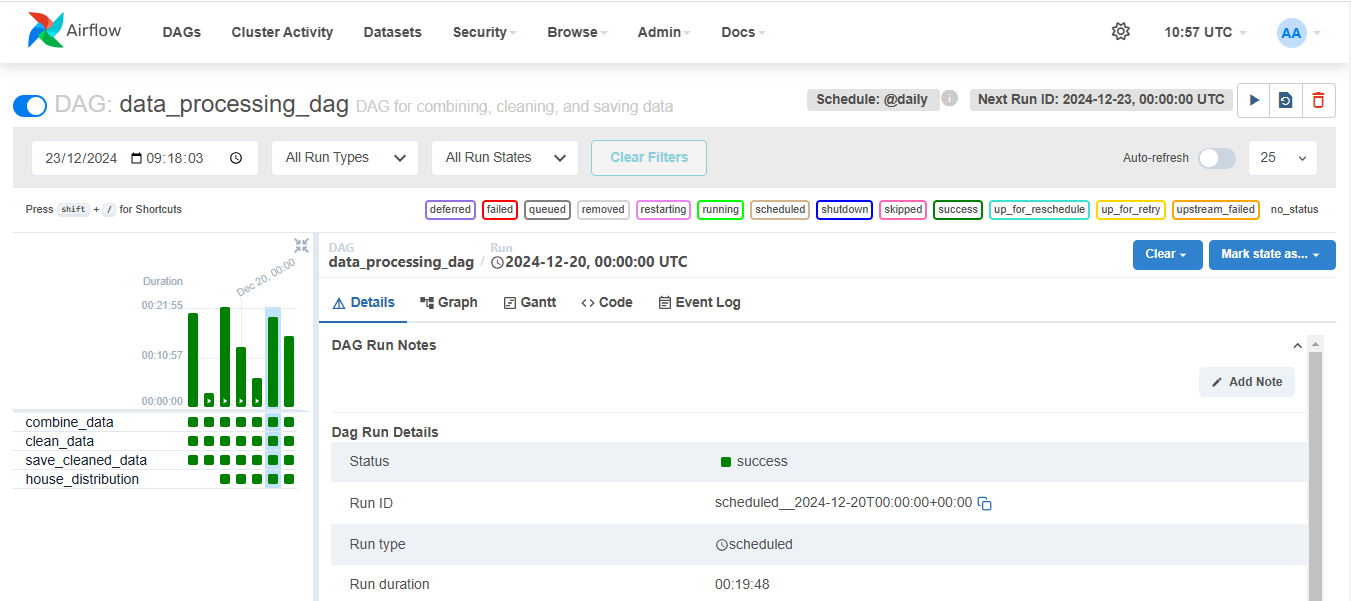 Airflow
DAGs Cluster Activity Datasets Security Browse Admin Docs 10:57 UTC AA
DAG: data_processing_dag DAG for combining, cleaning, and saving data Schedule: @daily i Next Run ID: 2024-12-23, 00:00:00 UTC
23/12/2024 09:18:03 All Run Types All Run States Clear Filters Auto-refresh 25
Press shift + / for Shortcuts deferred failed queued removed restarting running scheduled shutdown skipped success up_for_reschedule up_for_retry upstream_failed no_status
Duration
Dec 20, 00:00
00:21:55
00:10:57
00:00:00
combine_data
clean_data
save_cleaned_data
house_distribution
DAG Run
data_processing_dag / 2024-12-20, 00:00:00 UTC Clear Mark state as...
Details Graph Gantt <> Code Event Log
DAG Run Notes
Add Note
Dag Run Details
Status success
Run ID scheduled__2024-12-20T00:00:00+00:00
Run type scheduled
Run duration 00:19:48